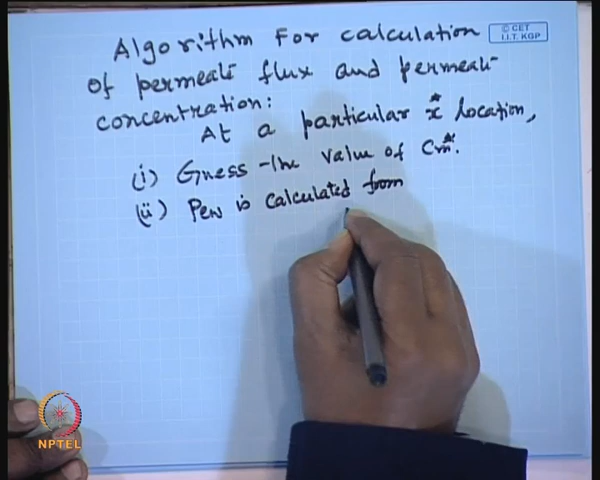 Algorithm for calculation
© CET
I.I.T. KGP
of permeate flux and permeate
concentration:
At a particular x* location,
(i) Guess the value of Cm*.
(ii) Pew is calculated from
NPTEL